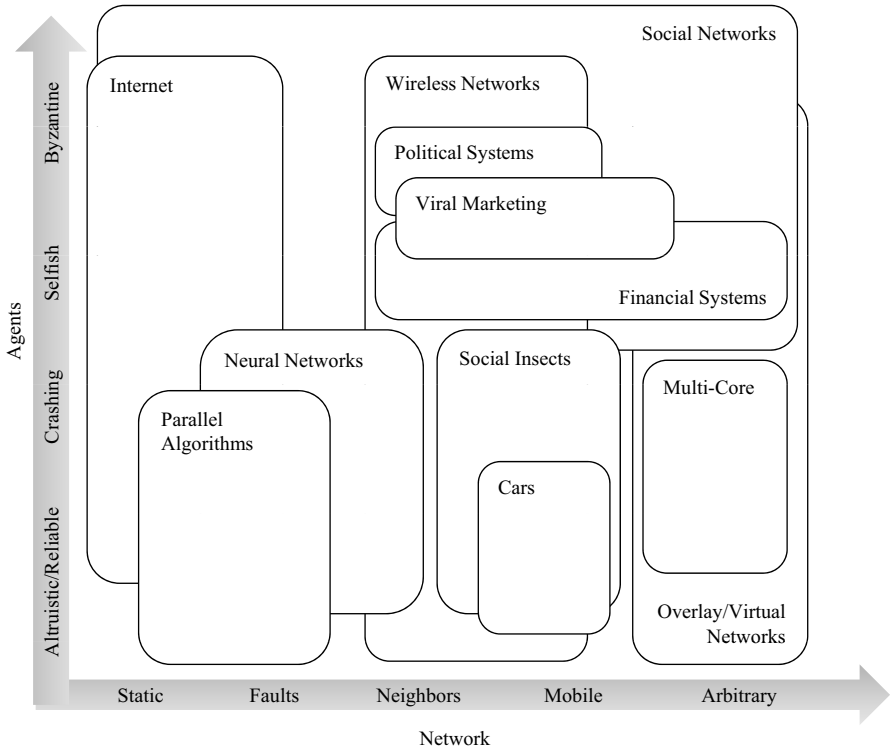 Social Networks
Internet
Wireless Networks
Political Systems
Viral Marketing
Financial Systems
Neural Networks
Social Insects
Multi-Core
Parallel
Algorithms
Cars
Overlay/Virtual
Networks
Agents
Byzantine
Selfish
Crashing
Altruistic/Reliable
Static
Faults
Neighbors
Mobile
Arbitrary
Network